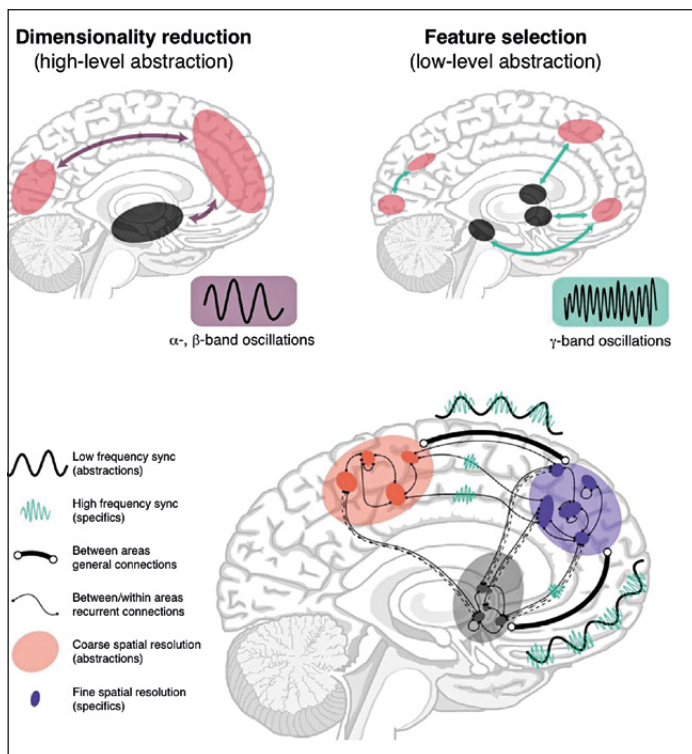 Dimensionality reduction
(high-level abstraction)
Feature selection
(low-level abstraction)
α-, β-band oscillations
γ-band oscillations
Low frequency sync
(abstractions)
High frequency sync
(specifics)
Between areas
general connections
Between/within areas
recurrent connections
Coarse spatial resolution
(abstractions)
Fine spatial resolution
(specifics)